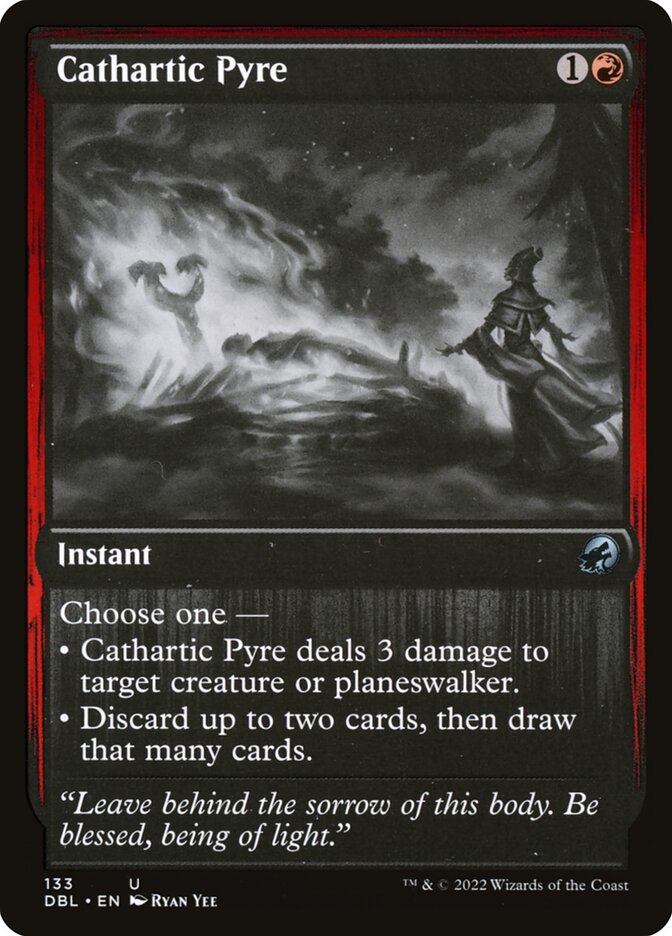 Cathartic Pyre 1
Instant
Choose one —
• Cathartic Pyre deals 3 damage to
target creature or planeswalker.
• Discard up to two cards, then draw
that many cards.
“Leave behind the sorrow of this body. Be
blessed, being of light.”
133 U ™ & © 2022 Wizards of the Coast
DBL • EN Ryan Yee